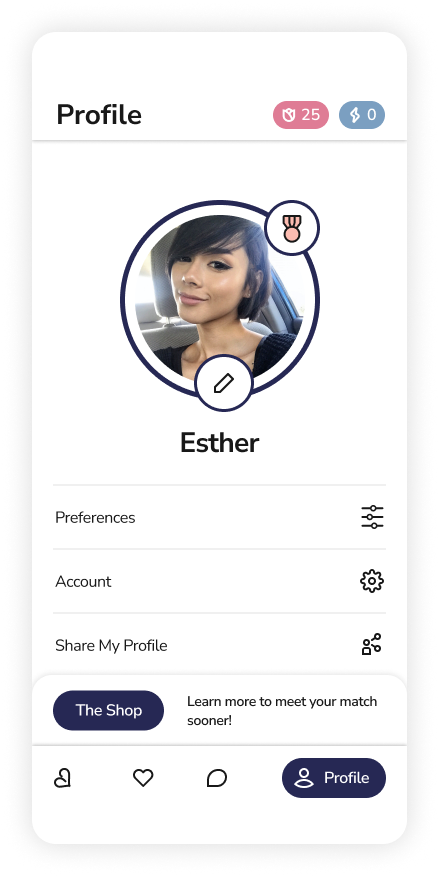 Profile
25
0
Esther
Preferences
Account
Share My Profile
The Shop
Learn more to meet your match
sooner!
Profile